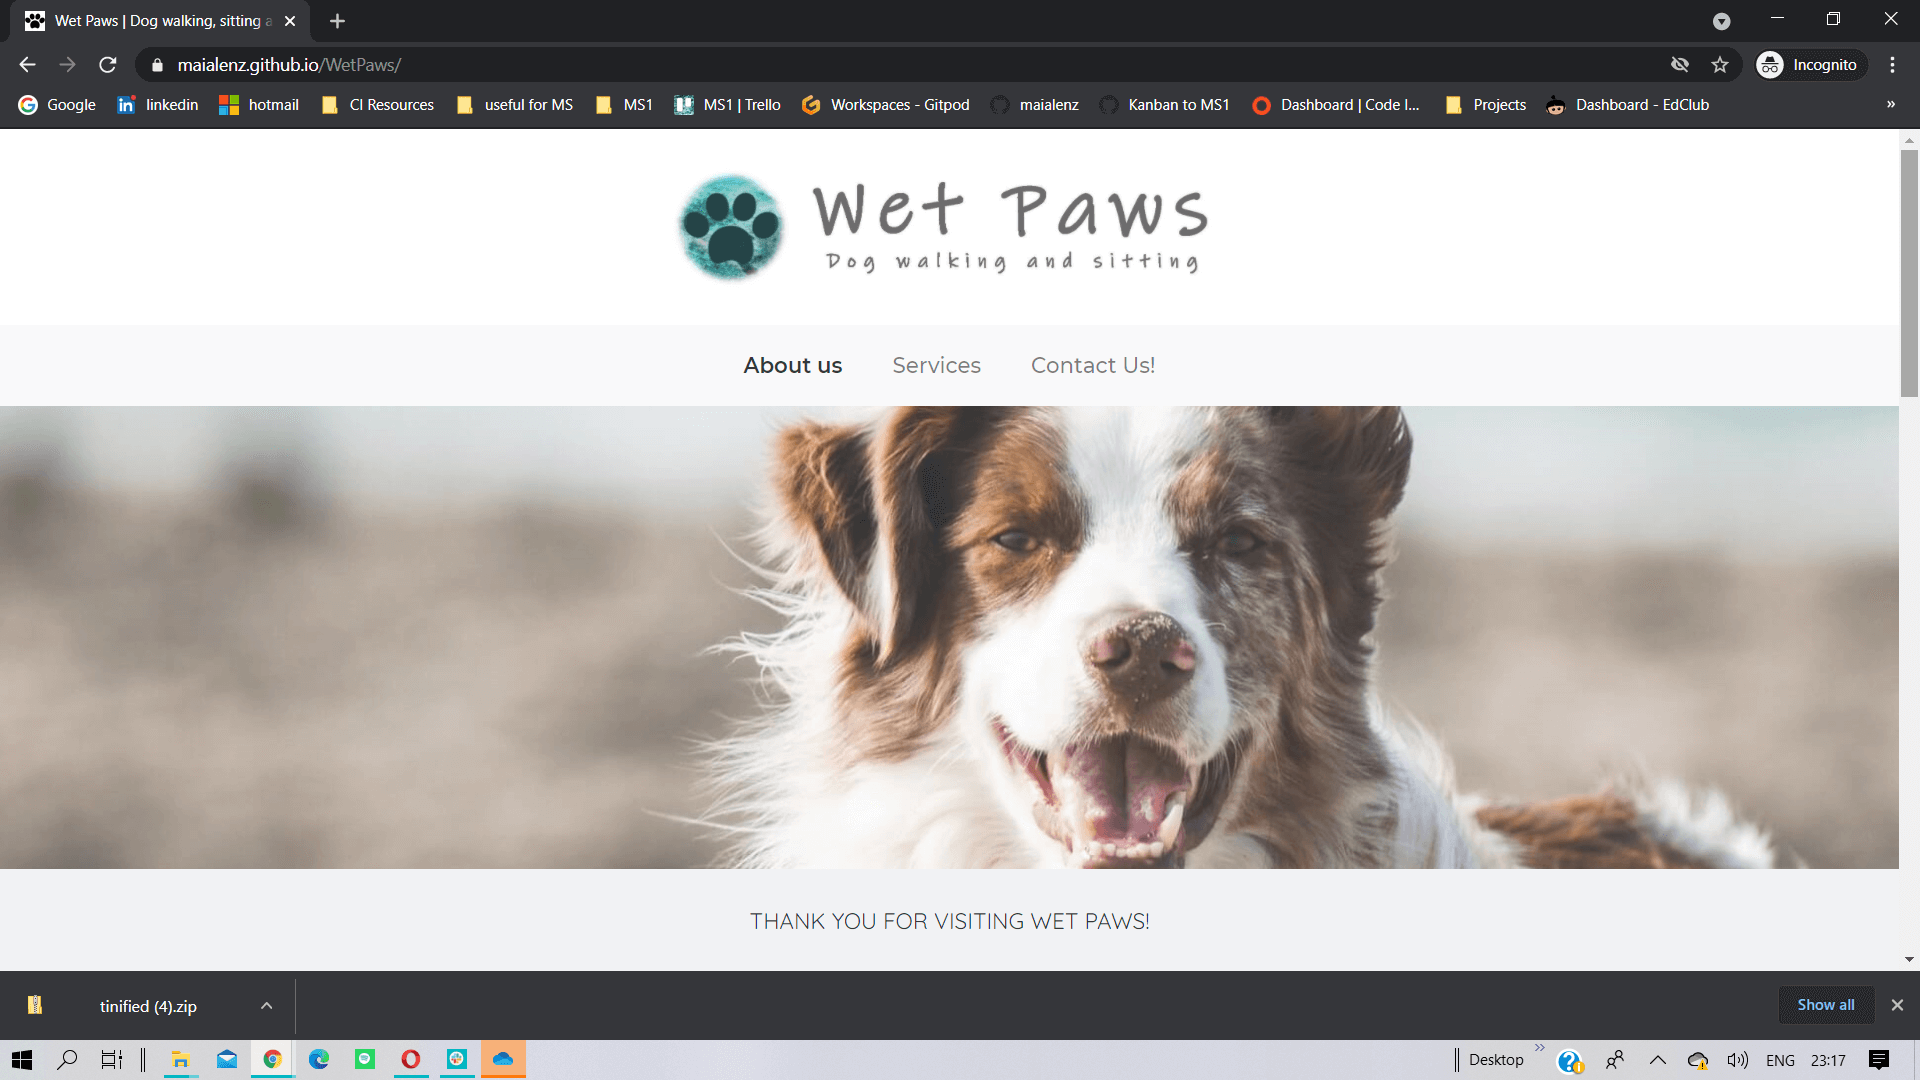 Wet Paws | Dog walking, sitting a
maialenz.github.io/WetPaws/
Incognito
Google linkedin hotmail CI Resources useful for MS MS1 MS1 | Trello Workspaces - Gitpod maialenz Kanban to MS1 Dashboard | Code I... Projects Dashboard - EdClub »
Wet Paws
Dog walking and sitting
About us Services Contact Us!
THANK YOU FOR VISITING WET PAWS!
tinified (4).zip
Show all
Desktop » ENG 23:17